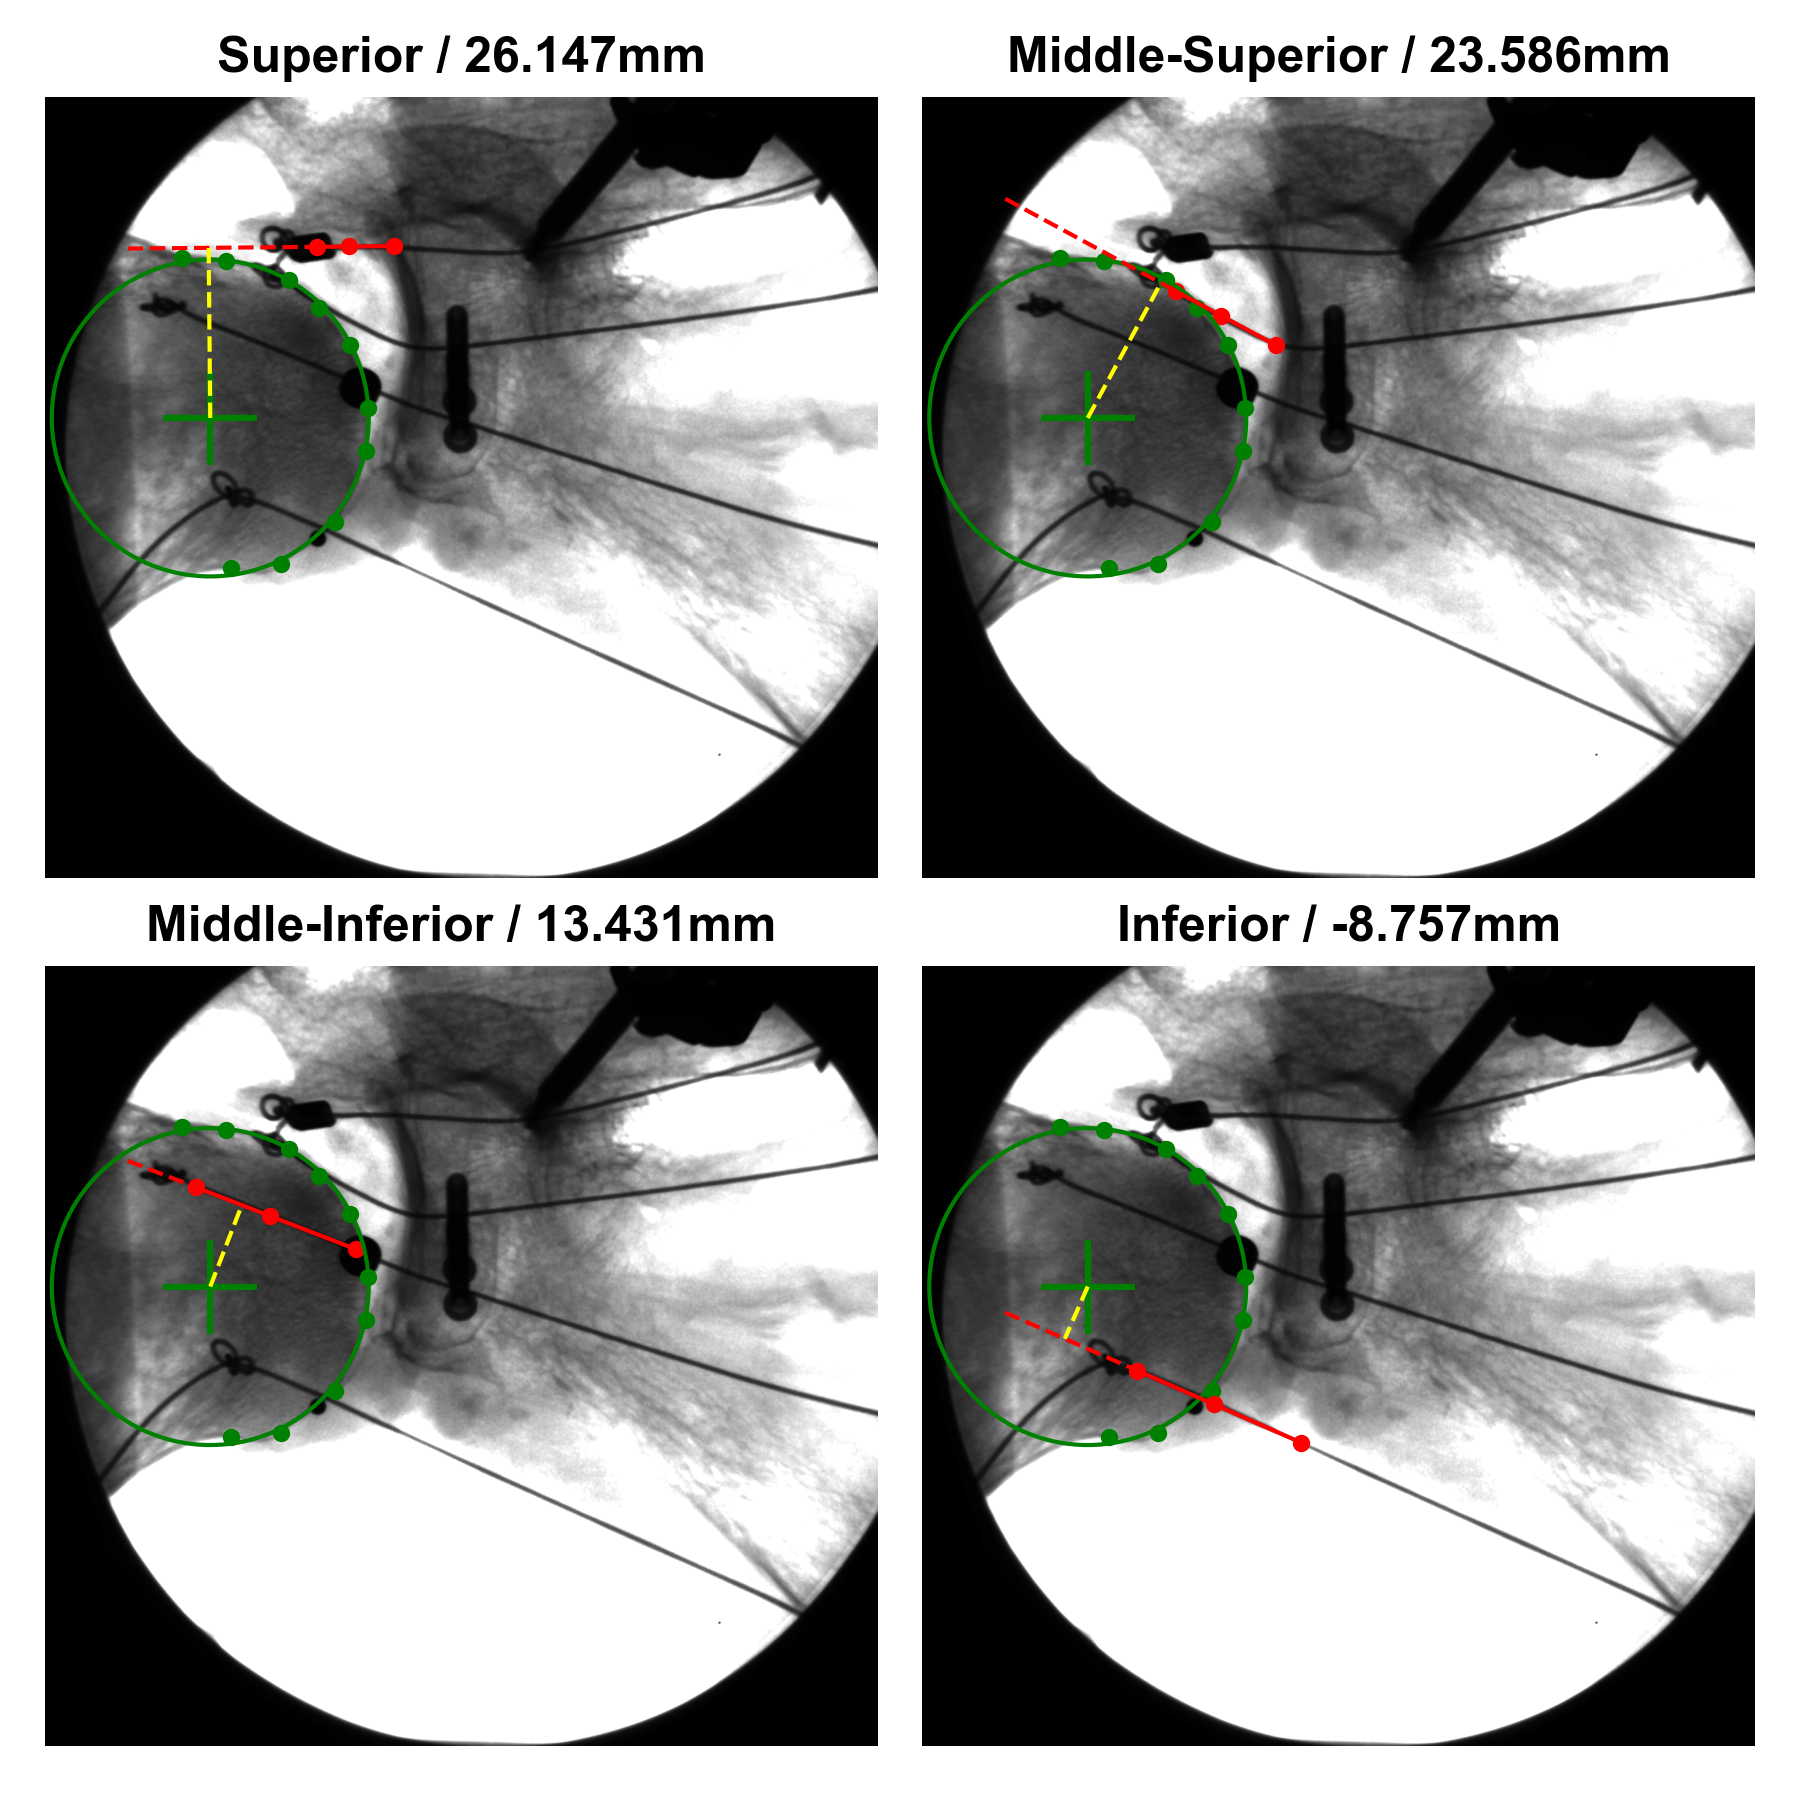 Superior / 26.147mm
Middle-Superior / 23.586mm
Middle-Inferior / 13.431mm
Inferior / -8.757mm